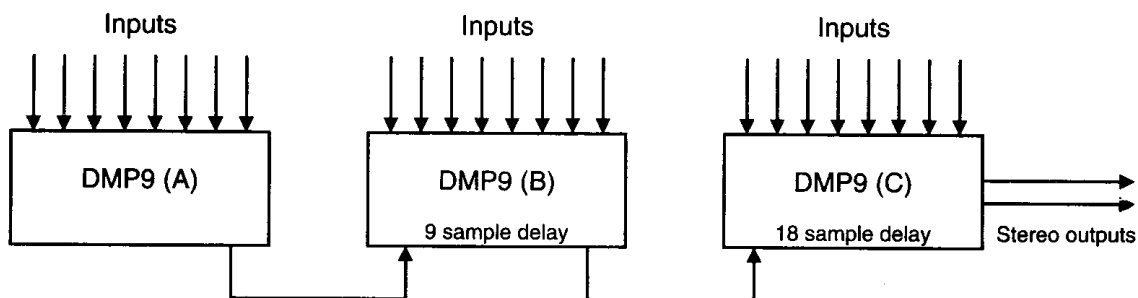 Inputs
Inputs
Inputs
DMP9 (A)
DMP9 (B)
DMP9 (C)
9 sample delay
18 sample delay
Stereo outputs